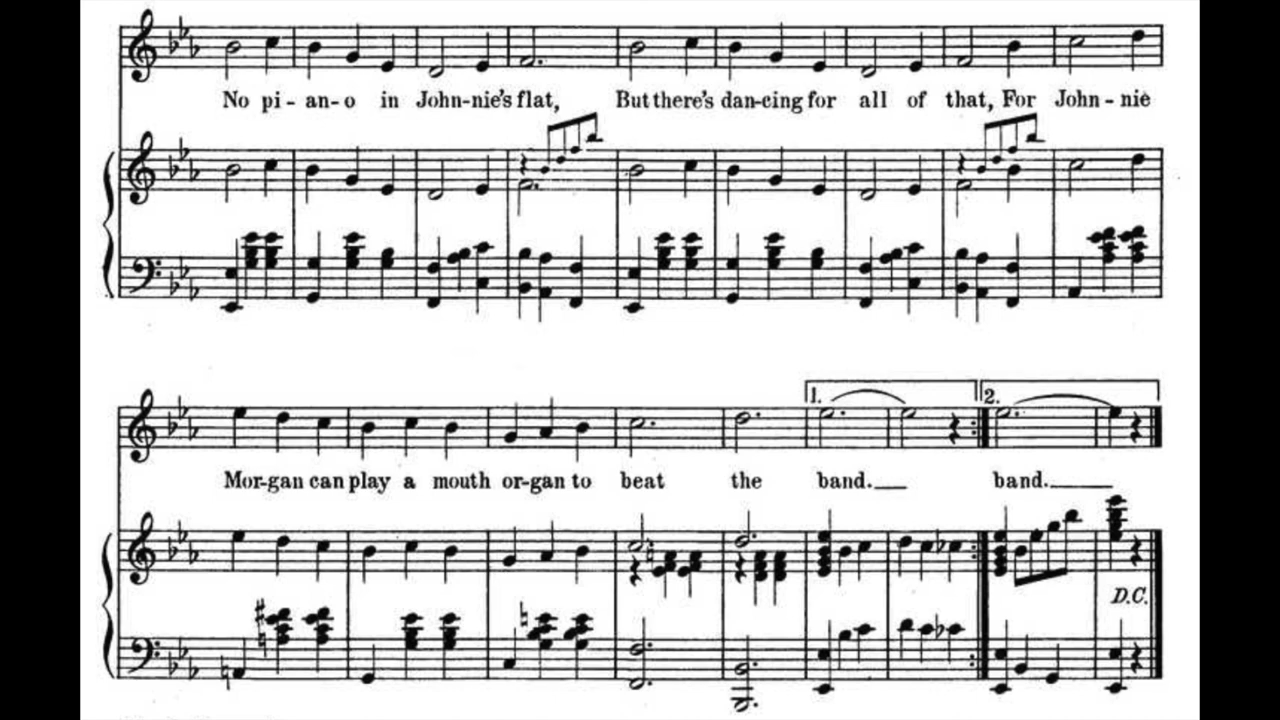 No pi - an - o in John-nie's flat, But there's dan-cing for all of that, For John - nie
1. 2.
Mor-gan can play a mouth or-gan to beat the band. band.
D.C.